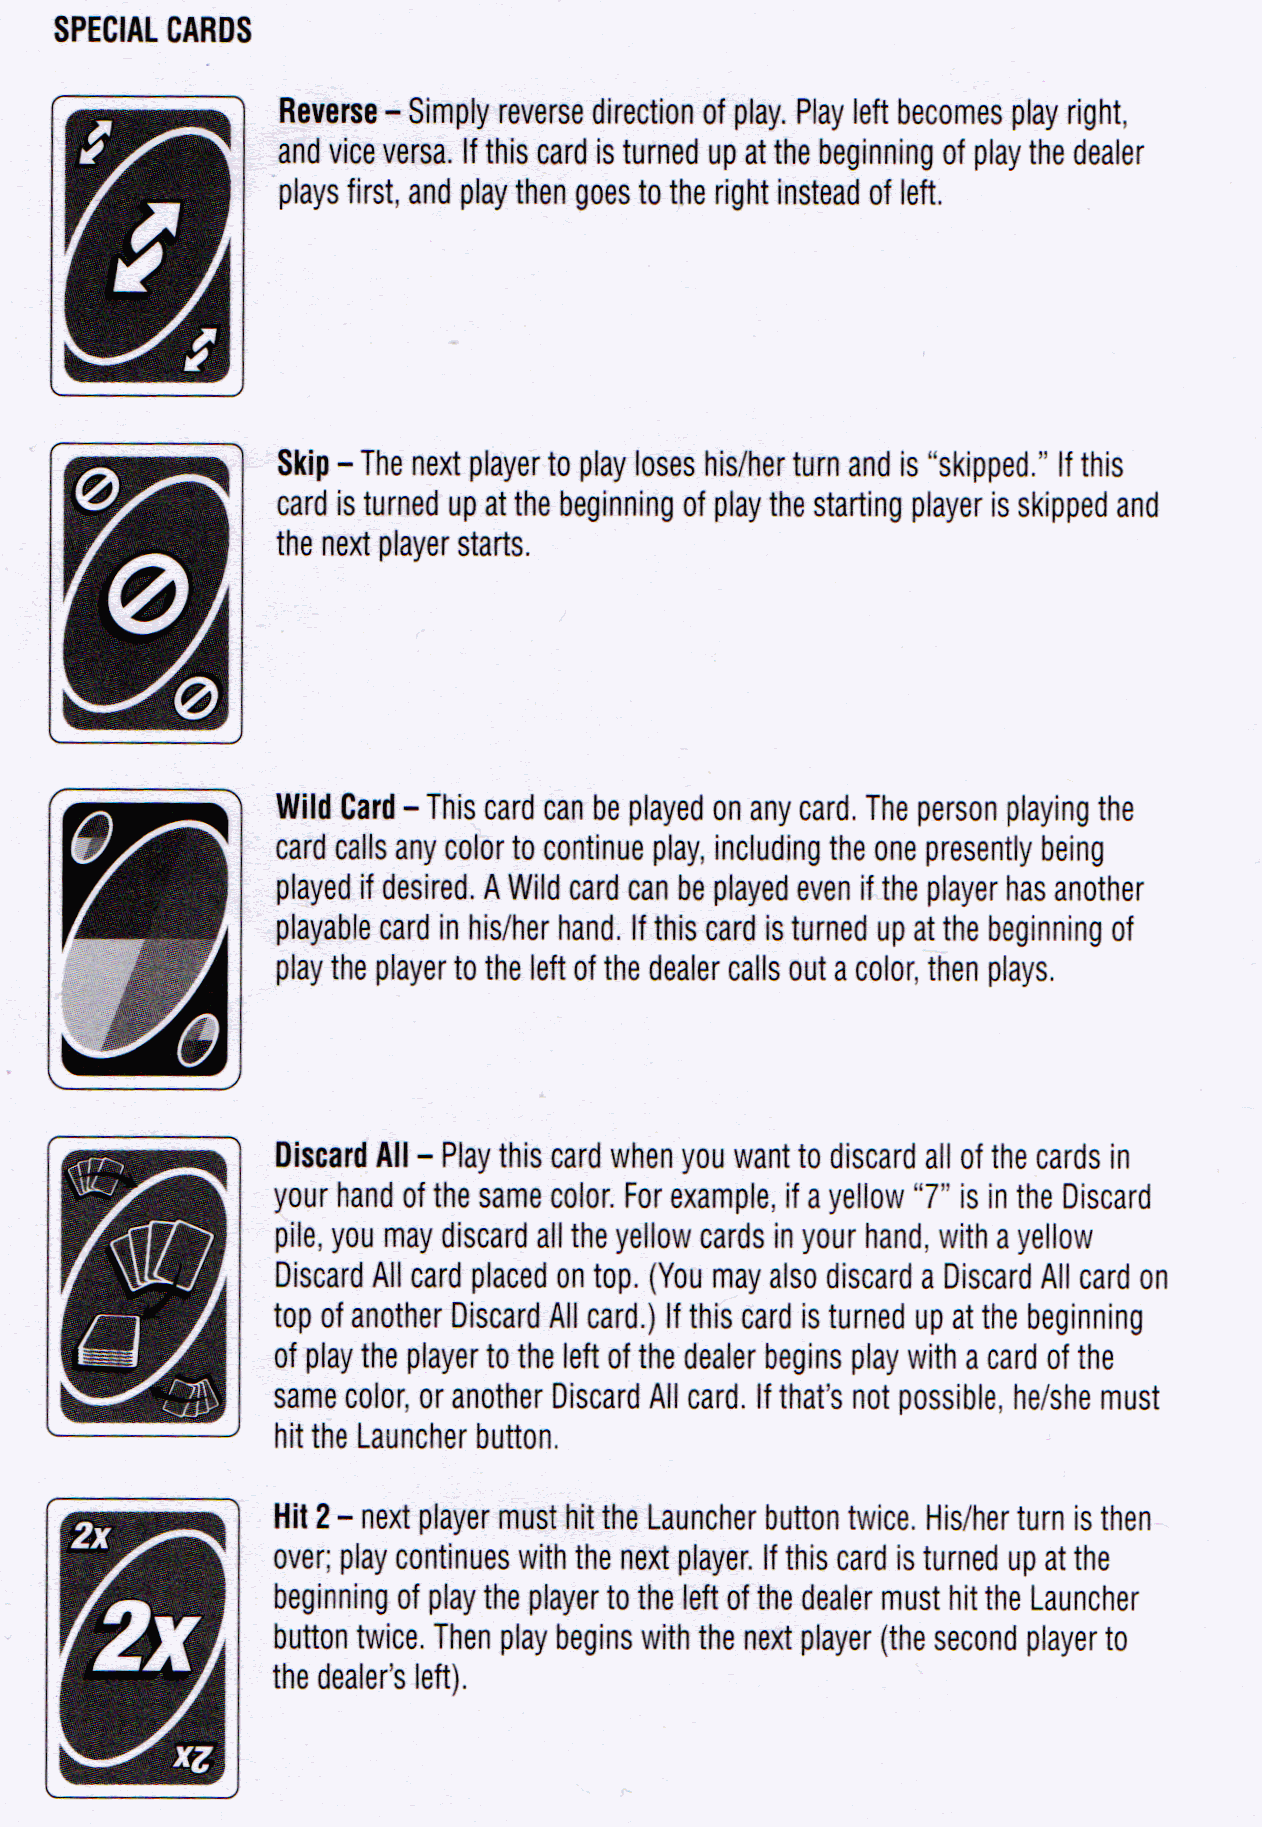 SPECIAL CARDS
Reverse – Simply reverse direction of play. Play left becomes play right,
and vice versa. If this card is turned up at the beginning of play the dealer
plays first, and play then goes to the right instead of left.
Skip – The next player to play loses his/her turn and is “skipped.” If this
card is turned up at the beginning of play the starting player is skipped and
the next player starts.
Wild Card – This card can be played on any card. The person playing the
card calls any color to continue play, including the one presently being
played if desired. A Wild card can be played even if the player has another
playable card in his/her hand. If this card is turned up at the beginning of
play the player to the left of the dealer calls out a color, then plays.
Discard All – Play this card when you want to discard all of the cards in
your hand of the same color. For example, if a yellow “7” is in the Discard
pile, you may discard all the yellow cards in your hand, with a yellow
Discard All card placed on top. (You may also discard a Discard All card on
top of another Discard All card.) If this card is turned up at the beginning
of play the player to the left of the dealer begins play with a card of the
same color, or another Discard All card. If that’s not possible, he/she must
hit the Launcher button.
2x
2x
2x
Hit 2 – next player must hit the Launcher button twice. His/her turn is then
over; play continues with the next player. If this card is turned up at the
beginning of play the player to the left of the dealer must hit the Launcher
button twice. Then play begins with the next player (the second player to
the dealer’s left).